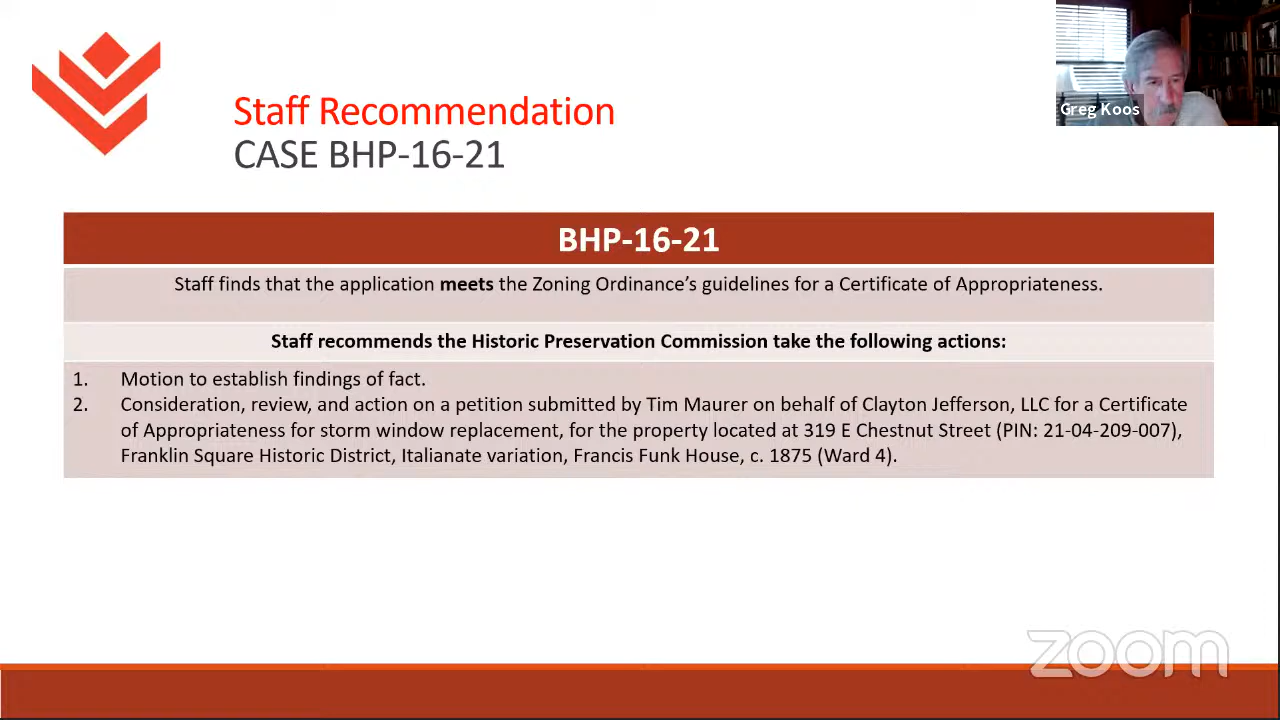 Greg Koos
Staff Recommendation
CASE BHP-16-21
BHP-16-21
Staff finds that the application meets the Zoning Ordinance's guidelines for a Certificate of Appropriateness.
Staff recommends the Historic Preservation Commission take the following actions:
1. Motion to establish findings of fact.
2. Consideration, review, and action on a petition submitted by Tim Maurer on behalf of Clayton Jefferson, LLC for a Certificate
of Appropriateness for storm window replacement, for the property located at 319 E Chestnut Street (PIN: 21-04-209-007),
Franklin Square Historic District, Italianate variation, Francis Funk House, c. 1875 (Ward 4).
zoom